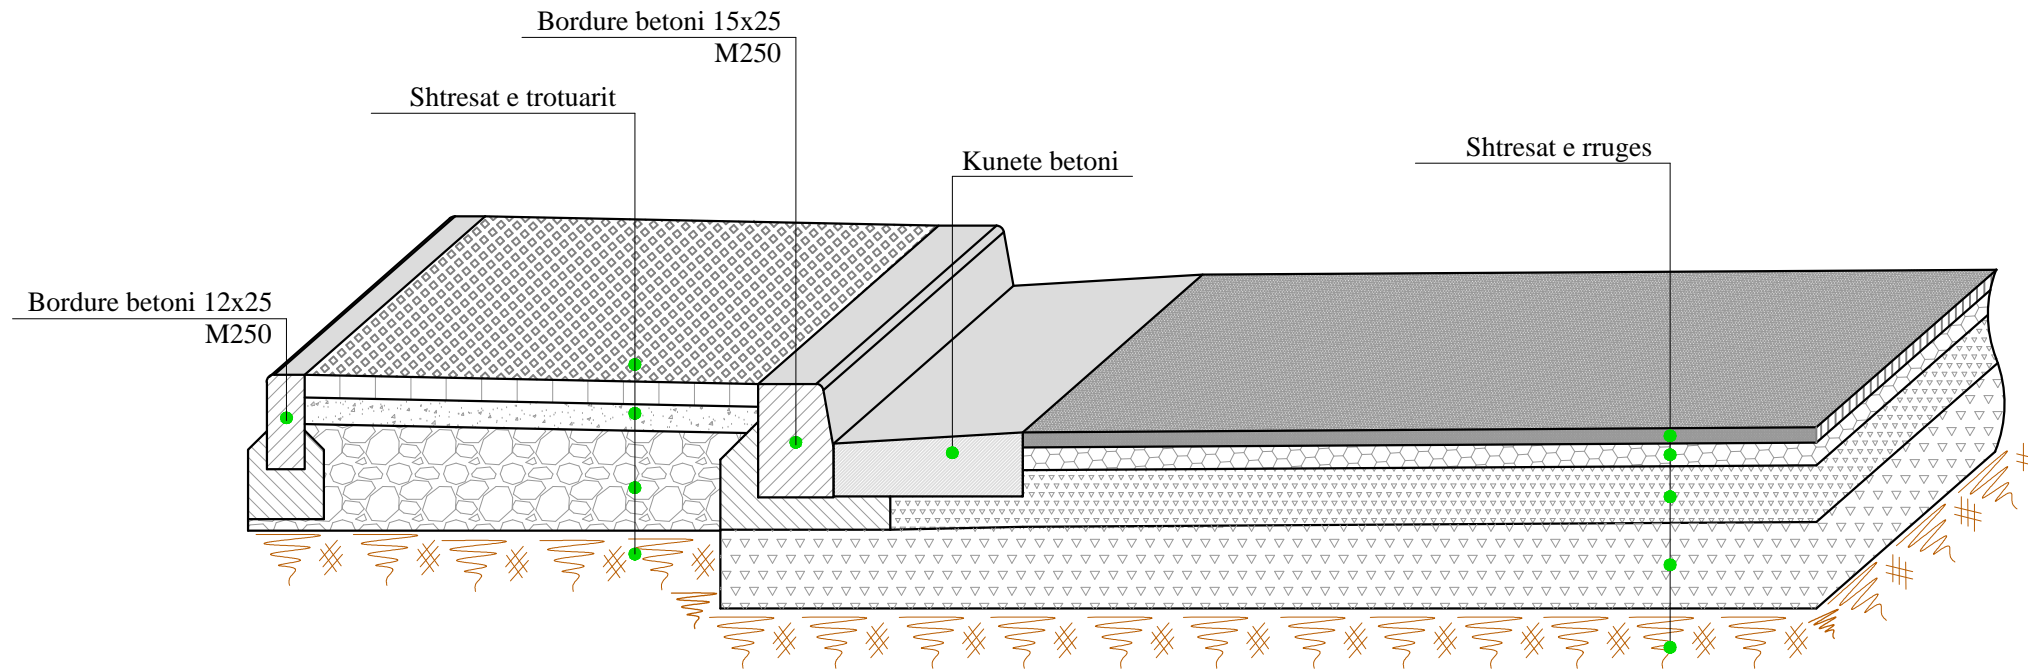 Bordure betoni 15x25
M250
Shtresat e trotuarit
Kunete betoni
Shtresat e rruges
Bordure betoni 12x25
M250